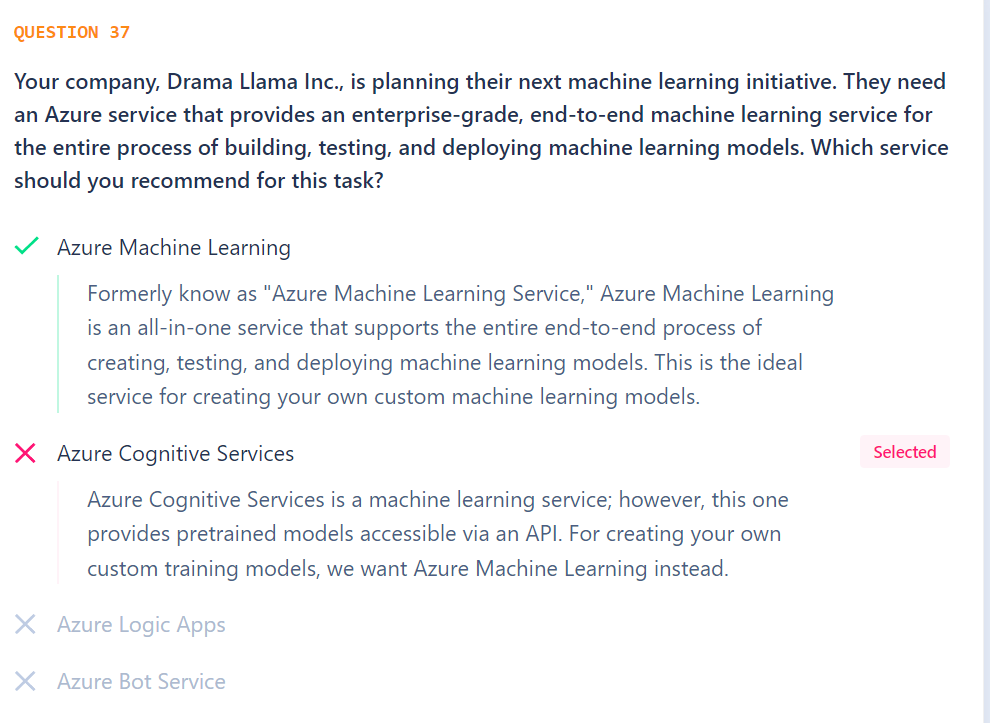 QUESTION 37
Your company, Drama Llama Inc., is planning their next machine learning initiative. They need
an Azure service that provides an enterprise-grade, end-to-end machine learning service for
the entire process of building, testing, and deploying machine learning models. Which service
should you recommend for this task?
Azure Machine Learning
Formerly know as "Azure Machine Learning Service," Azure Machine Learning
is an all-in-one service that supports the entire end-to-end process of
creating, testing, and deploying machine learning models. This is the ideal
service for creating your own custom machine learning models.
Azure Cognitive Services
Selected
Azure Cognitive Services is a machine learning service; however, this one
provides pretrained models accessible via an API. For creating your own
custom training models, we want Azure Machine Learning instead.
Azure Logic Apps
Azure Bot Service